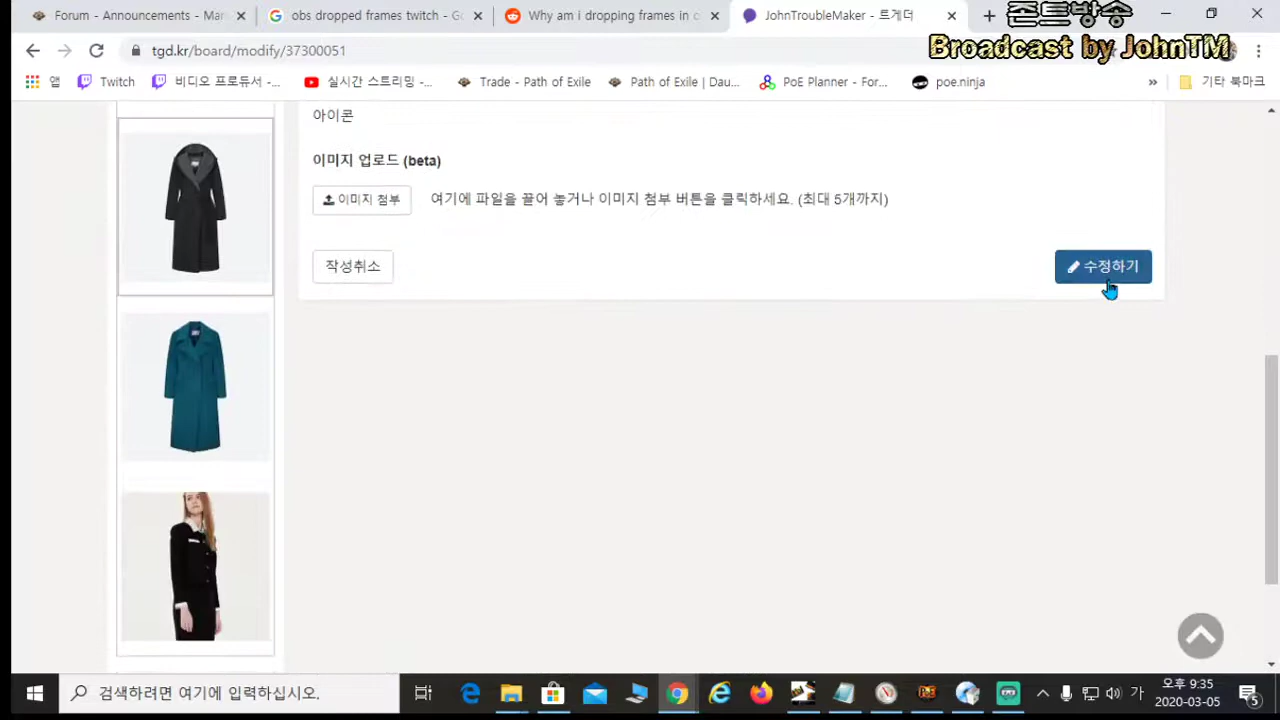 Forum - Announcements - Mar
obs dropped frames twitch - Go
Why am i dropping frames in o
JohnTroubleMaker - 트게더
존트방송
Broadcast by JohnTM
tgd.kr/board/modify/37300051
앱
Twitch
비디오 프로듀서 -...
실시간 스트리밍 -...
Trade - Path of Exile
Path of Exile | Dau...
PoE Planner - For...
poe.ninja
»
기타 북마크
아이콘
이미지 업로드 (beta)
이미지 첨부
여기에 파일을 끌어 놓거나 이미지 첨부 버튼을 클릭하세요. (최대 5개까지)
작성취소
수정하기
검색하려면 여기에 입력하십시오.
가
오후 9:35
2020-03-05
5